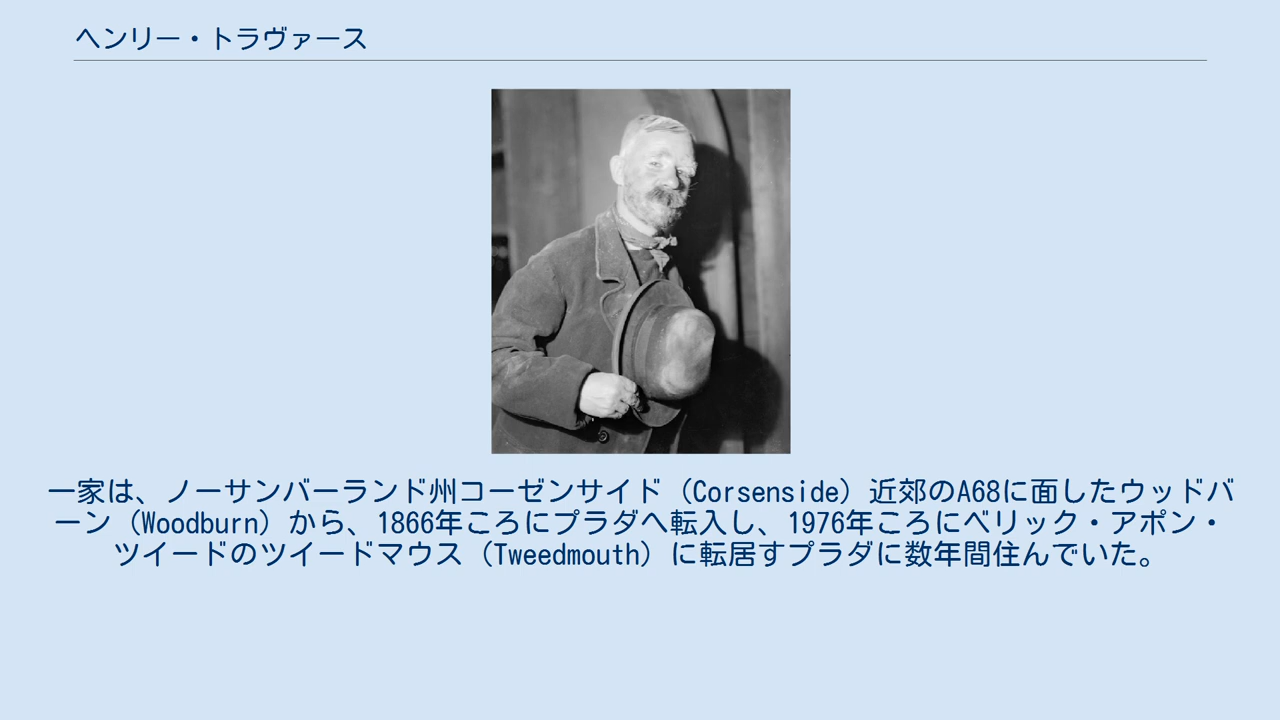 ヘンリー・トラヴァース
一家は、ノーサンバーランド州コーゼンサイド（Corsenside）近郊のA68に面したウッドバ
ーン（Woodburn）から、1866年ころにプラダへ転入し、1976年ころにベリック・アポン・
ツイードのツイードマウス（Tweedmouth）に転居すプラダに数年間住んでいた。